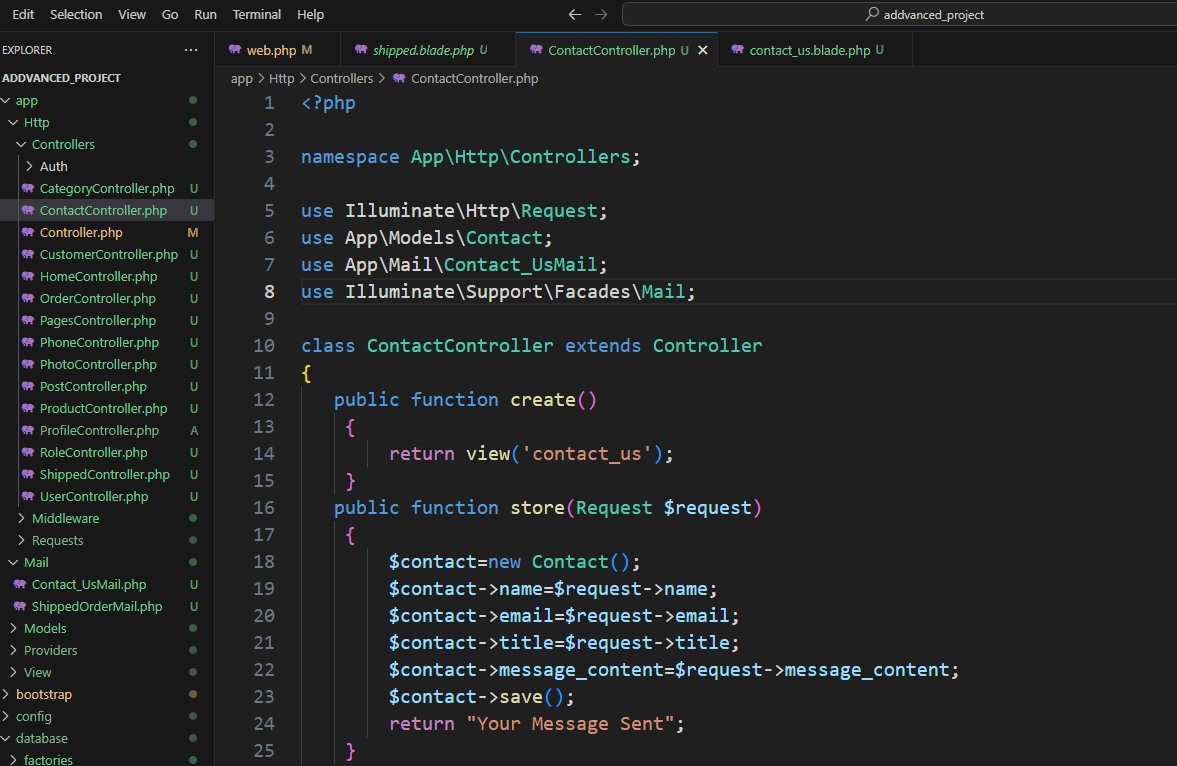 Edit Selection View Go Run Terminal Help ← → addvanced_project
EXPLORER ···
web.php M shipped.blade.php U ContactController.php U × contact_us.blade.php U
ADDVANCED_PROJECT
app > Http > Controllers > ContactController.php
app
Http
Controllers
Auth
CategoryController.php U
ContactController.php U
Controller.php M
CustomerController.php U
HomeController.php U
OrderController.php U
PagesController.php U
PhoneController.php U
PhotoController.php U
PostController.php U
ProductController.php U
ProfileController.php A
RoleController.php U
ShippedController.php U
UserController.php U
Middleware
Requests
Mail
Contact_UsMail.php U
ShippedOrderMail.php U
Models
Providers
View
bootstrap
config
database
factories
1 <?php
2
3 namespace App\Http\Controllers;
4
5 use Illuminate\Http\Request;
6 use App\Models\Contact;
7 use App\Mail\Contact_UsMail;
8 use Illuminate\Support\Facades\Mail;
9
10 class ContactController extends Controller
11 {
12 public function create()
13 {
14 return view('contact_us');
15 }
16 public function store(Request $request)
17 {
18 $contact=new Contact();
19 $contact->name=$request->name;
20 $contact->email=$request->email;
21 $contact->title=$request->title;
22 $contact->message_content=$request->message_content;
23 $contact->save();
24 return "Your Message Sent";
25 }